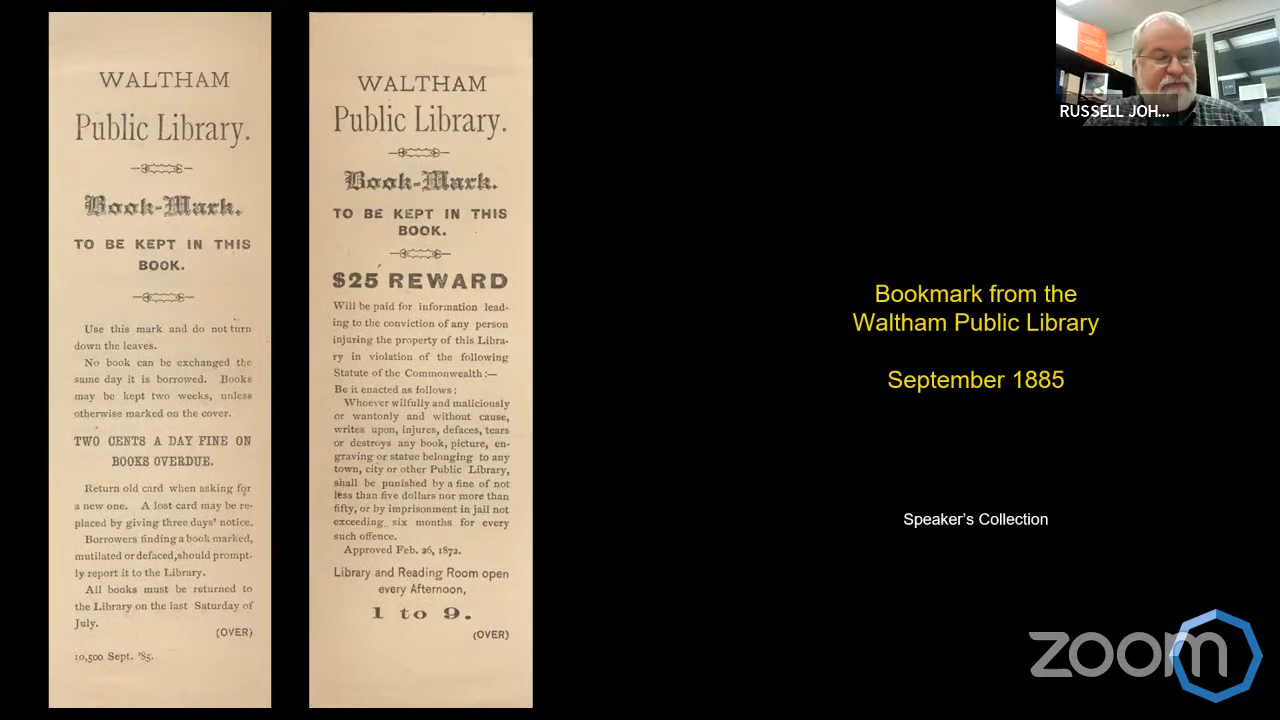 WALTHAM
Public Library.
Book-Mark.
TO BE KEPT IN THIS
BOOK.
Use this mark and do not turn
down the leaves.
No book can be exchanged the
same day it is borrowed. Books
may be kept two weeks, unless
otherwise marked on the cover.
TWO CENTS A DAY FINE ON
BOOKS OVERDUE.
Return old card when asking for
a new one. A lost card may be re-
placed by giving three days' notice.
Borrowers finding a book marked,
mutilated or defaced, should prompt-
ly report it to the Library.
All books must be returned to
the Library on the last Saturday of
July.
(OVER)
10,500 Sept. '85.
WALTHAM
Public Library.
Book-Mark.
TO BE KEPT IN THIS
BOOK.
$25 REWARD
Will be paid for information lead-
ing to the conviction of any person
injuring the property of this Libra-
ry in violation of the following
Statute of the Commonwealth :—
Be it enacted as follows :
Whoever wilfully and maliciously
or wantonly and without cause,
writes upon, injures, defaces, tears
or destroys any book, picture, en-
graving or statue belonging to any
town, city or other Public Library,
shall be punished by a fine of not
less than five dollars nor more than
fifty, or by imprisonment in jail not
exceeding six months for every
such offence.
Approved Feb. 26, 1872.
Library and Reading Room open
every Afternoon,
1 to 9.
(OVER)
RUSSELL JOH...
Bookmark from the
Waltham Public Library
September 1885
Speaker's Collection
zoom